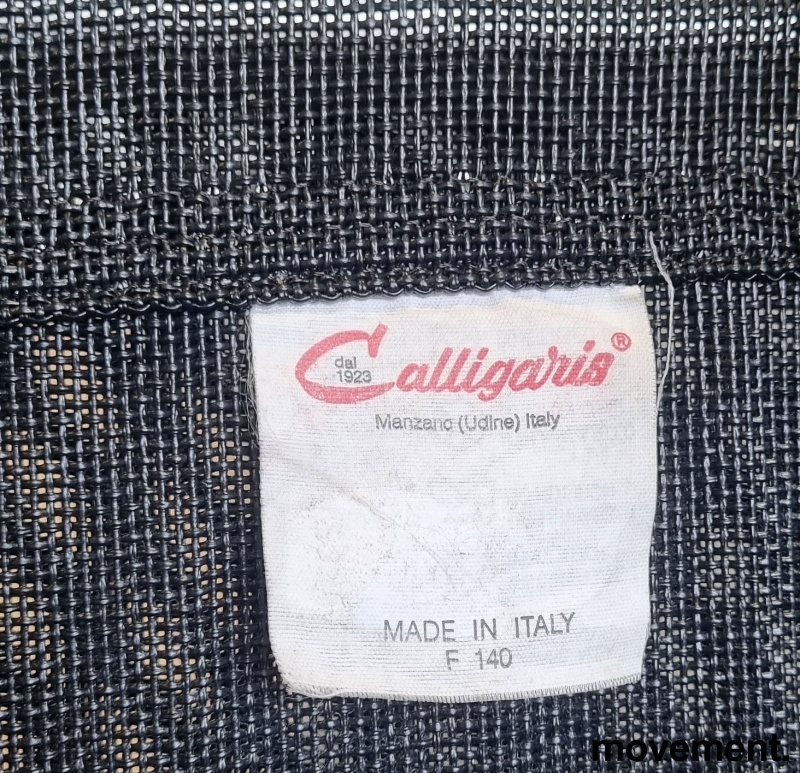 Calligaris®
dal
1923
Manzano (Udine) Italy
MADE IN ITALY
F 140
movement.